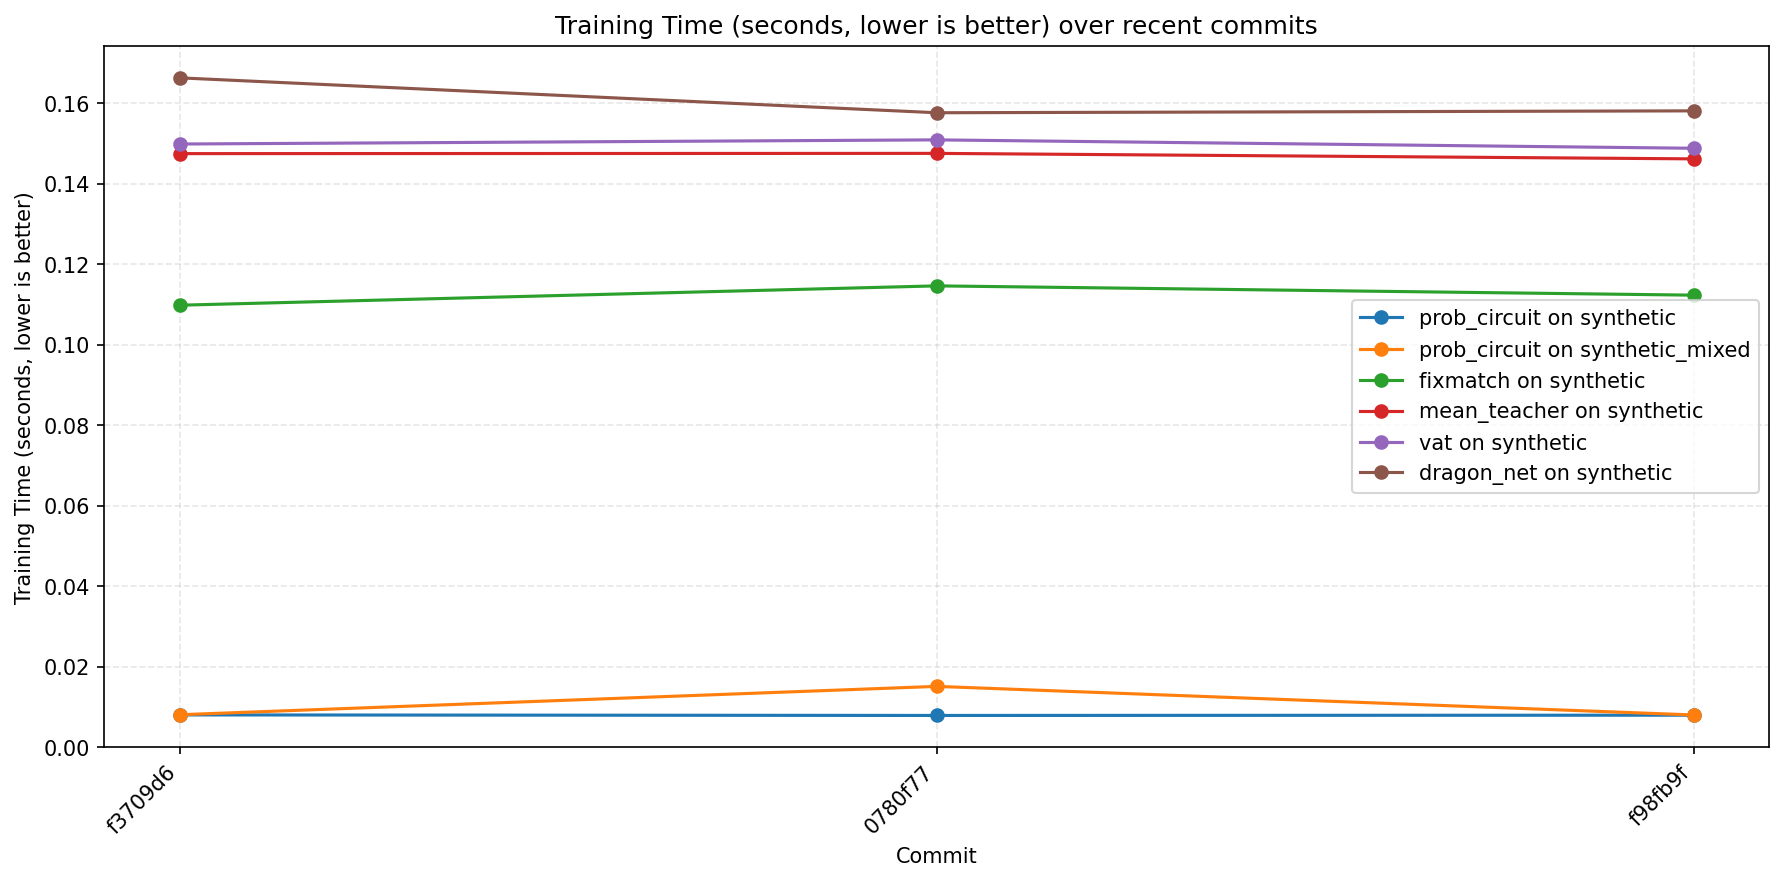 Training Time (seconds, lower is better) over recent commits
Training Time (seconds, lower is better)
0.16
0.14
0.12
0.10
0.08
0.06
0.04
0.02
0.00
prob_circuit on synthetic
prob_circuit on synthetic_mixed
fixmatch on synthetic
mean_teacher on synthetic
vat on synthetic
dragon_net on synthetic
f3709d6
0780f77
f98fb9f
Commit